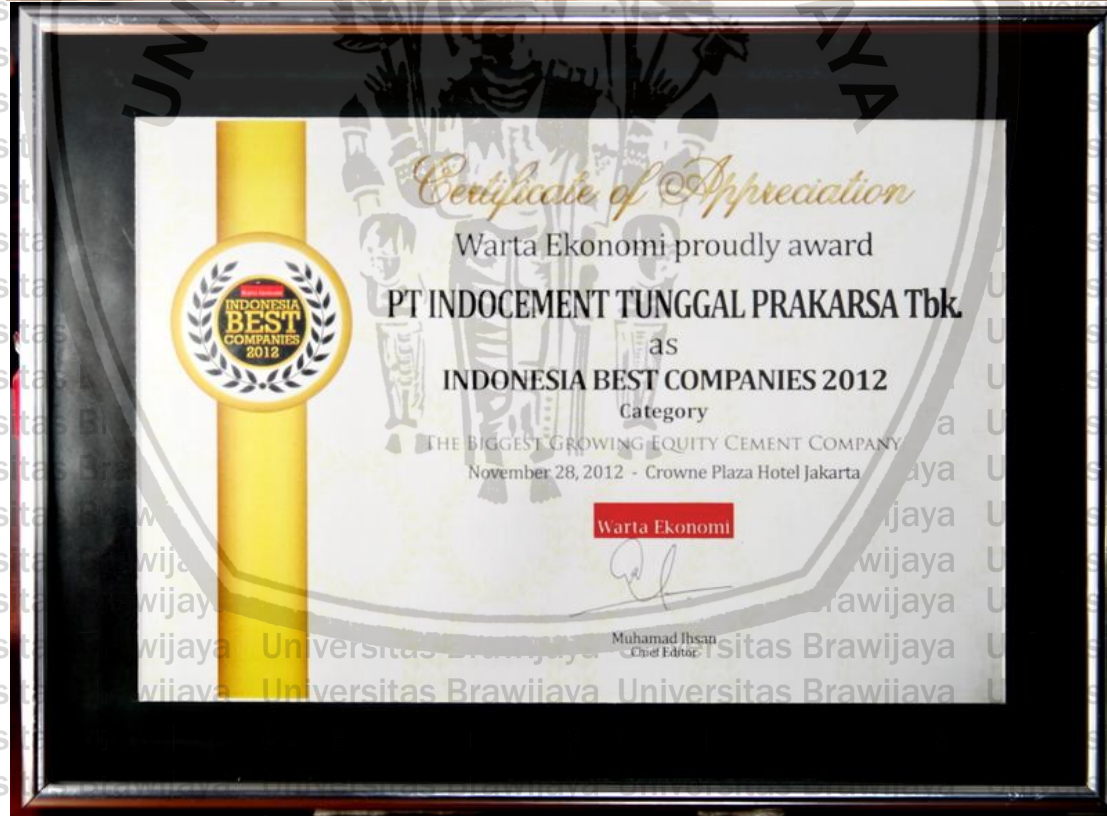 Certificate of Appreciation
Warta Ekonomi proudly award
PT INDOCEMENT TUNGGAL PRAKARSA Tbk.
as
INDONESIA BEST COMPANIES 2012
Category
THE BIGGEST GROWING EQUITY CEMENT COMPANY
November 28, 2012 - Crowne Plaza Hotel Jakarta
Warta Ekonomi
Muhamad Ihsan
Chief Editor
Warta Ekonomi
INDONESIA
BEST
COMPANIES
2012
Universitas Brawijaya Universitas Brawijaya